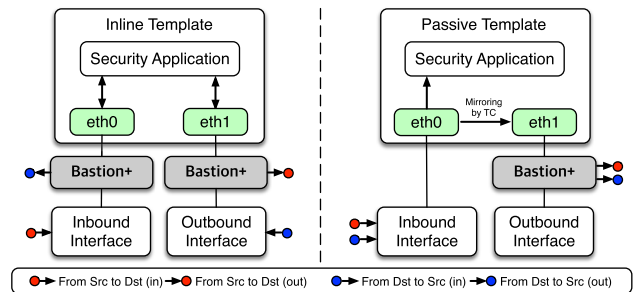 Inline Template
Security Application
eth0
eth1
Bastion+
Bastion+
Inbound
Interface
Outbound
Interface
Passive Template
Security Application
Mirroring
by TC
eth0
eth1
Bastion+
Inbound
Interface
Outbound
Interface
From Src to Dst (in)
From Src to Dst (out)
From Dst to Src (in)
From Dst to Src (out)